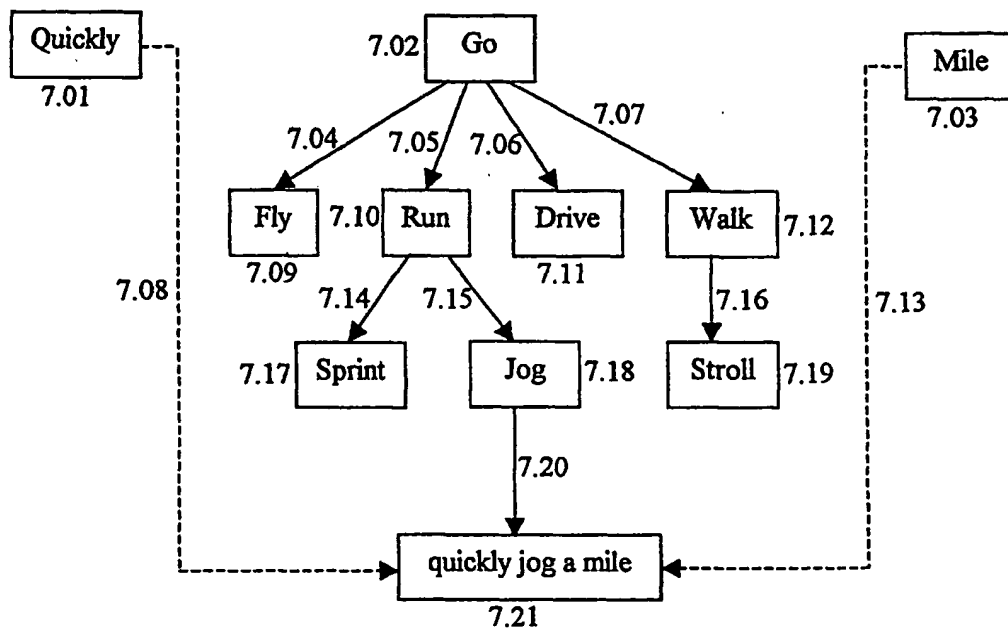 Quickly
7.01
7.02
Go
Mile
7.03
7.04
7.05
7.06
7.07
Fly
7.09
7.10
Run
Drive
7.11
Walk
7.12
7.08
7.13
7.14
7.15
7.16
7.17
Sprint
Jog
7.18
Stroll
7.19
7.20
quickly jog a mile
7.21